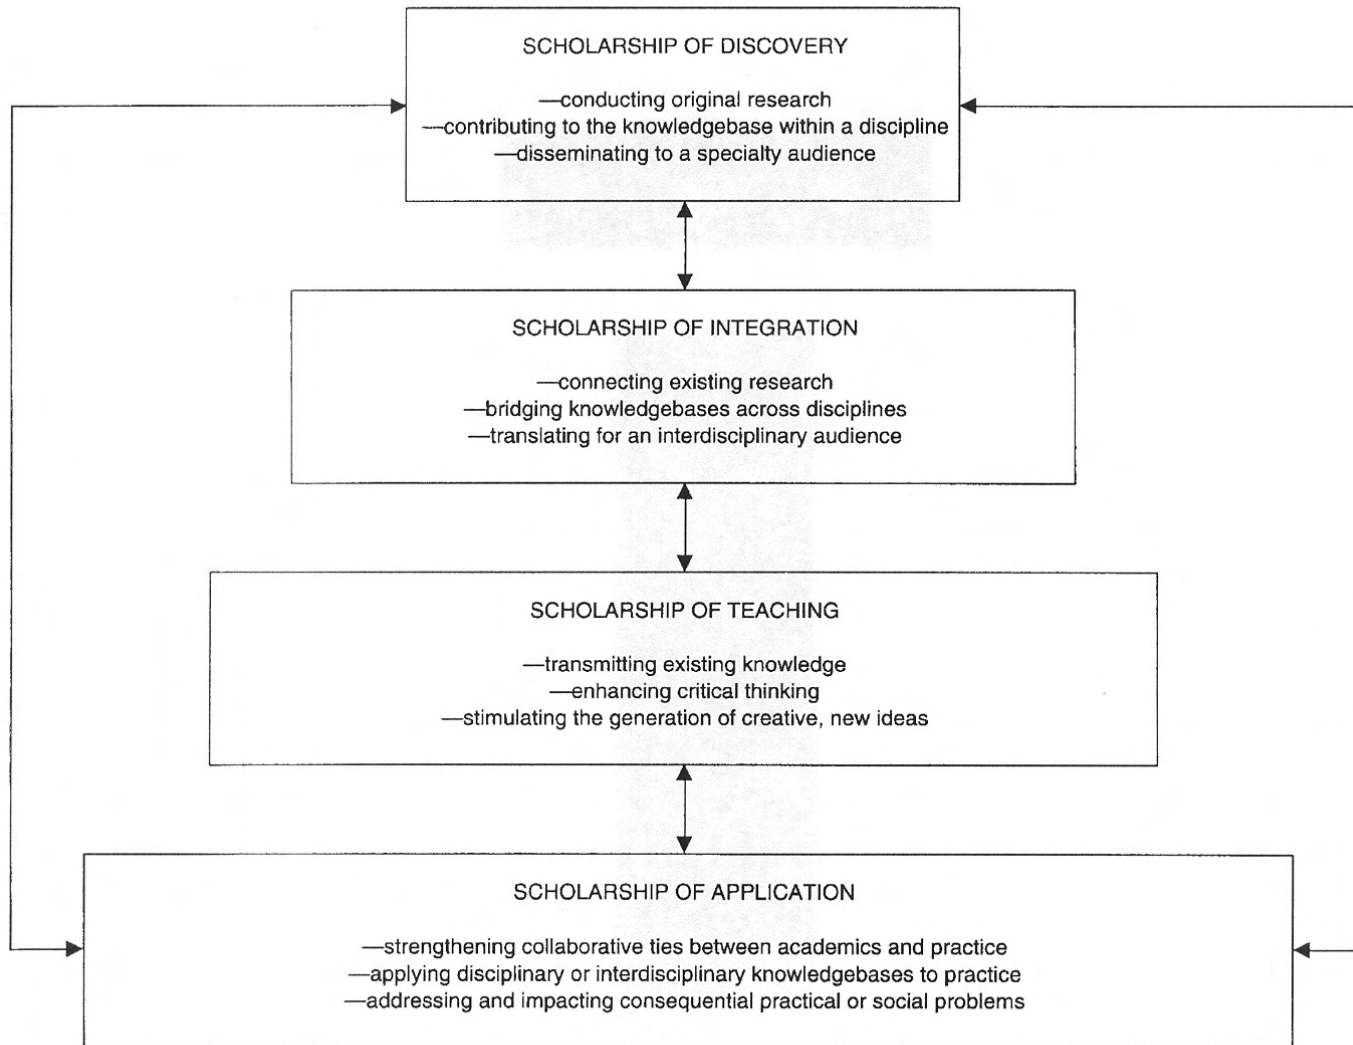 SCHOLARSHIP OF DISCOVERY
—conducting original research
—contributing to the knowledgebase within a discipline
—disseminating to a specialty audience
SCHOLARSHIP OF INTEGRATION
—connecting existing research
—bridging knowledgebases across disciplines
—translating for an interdisciplinary audience
SCHOLARSHIP OF TEACHING
—transmitting existing knowledge
—enhancing critical thinking
—stimulating the generation of creative, new ideas
SCHOLARSHIP OF APPLICATION
—strengthening collaborative ties between academics and practice
—applying disciplinary or interdisciplinary knowledgebases to practice
—addressing and impacting consequential practical or social problems